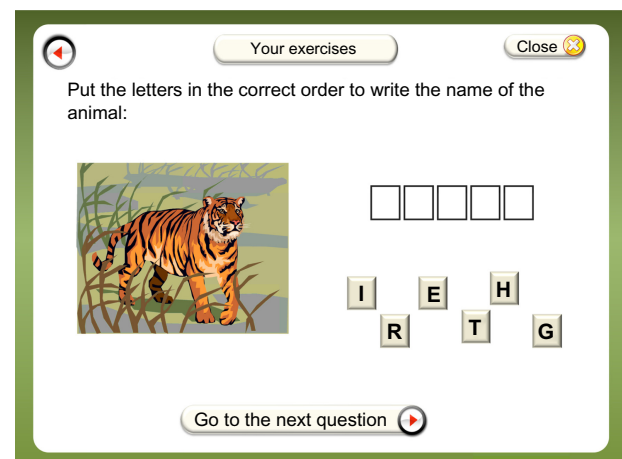 Your exercises
Close
Put the letters in the correct order to write the name of the
animal:
I E H
R T G
Go to the next question